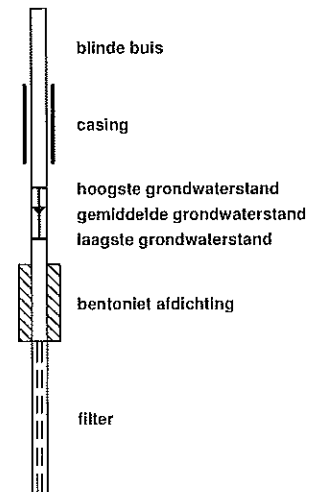 blinde buis
casing
hoogste grondwaterstand
gemiddelde grondwaterstand
laagste grondwaterstand
bentoniet afdichting
filter